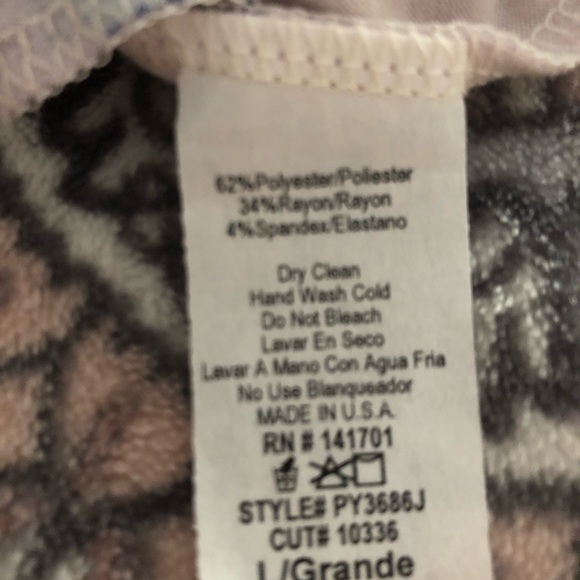 62%Polyester/Poliester
34%Rayon/Rayon
4%Spandex/Elastano
Dry Clean
Hand Wash Cold
Do Not Bleach
Lavar En Seco
Lavar A Mano Con Agua Fria
No Use Blanqueador
MADE IN U.S.A.
RN # 141701
STYLE# PY3686J
CUT# 10336
L/Grande